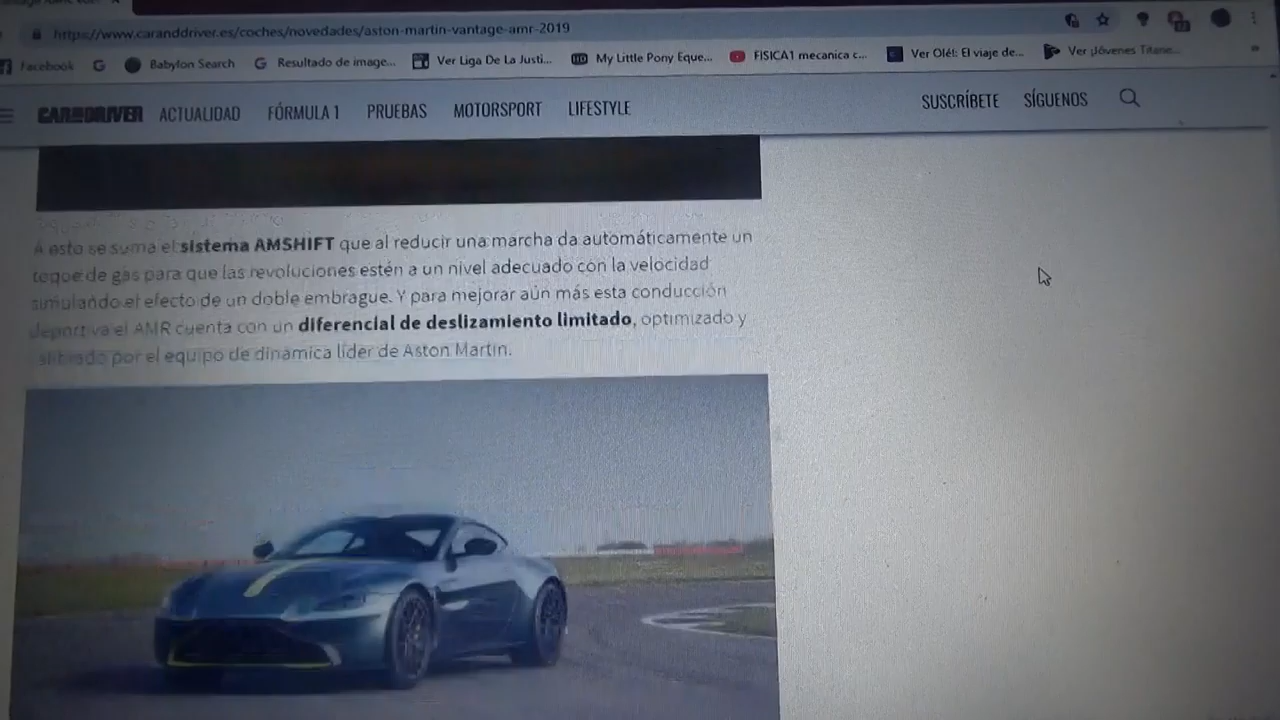 https://www.caranddriver.es/coches/novedades/aston-martin-vantage-amr-2019
Facebook
Babylon Search
Resultado de image...
Ver Liga De La Justi...
My Little Pony Eque...
FISICA1 mecanica c...
Ver Olé!: El viaje de...
Ver Jóvenes Titane...
CAR AND DRIVER
ACTUALIDAD
FÓRMULA 1
PRUEBAS
MOTORSPORT
LIFESTYLE
SUSCRÍBETE
SÍGUENOS
A esto se suma el sistema AMSHIFT que al reducir una marcha da automáticamente un
toque de gas para que las revoluciones estén a un nivel adecuado con la velocidad
simulando el efecto de un doble embrague. Y para mejorar aún más esta conducción
deportiva el AMR cuenta con un diferencial de deslizamiento limitado, optimizado y
calibrado por el equipo de dinámica líder de Aston Martin.